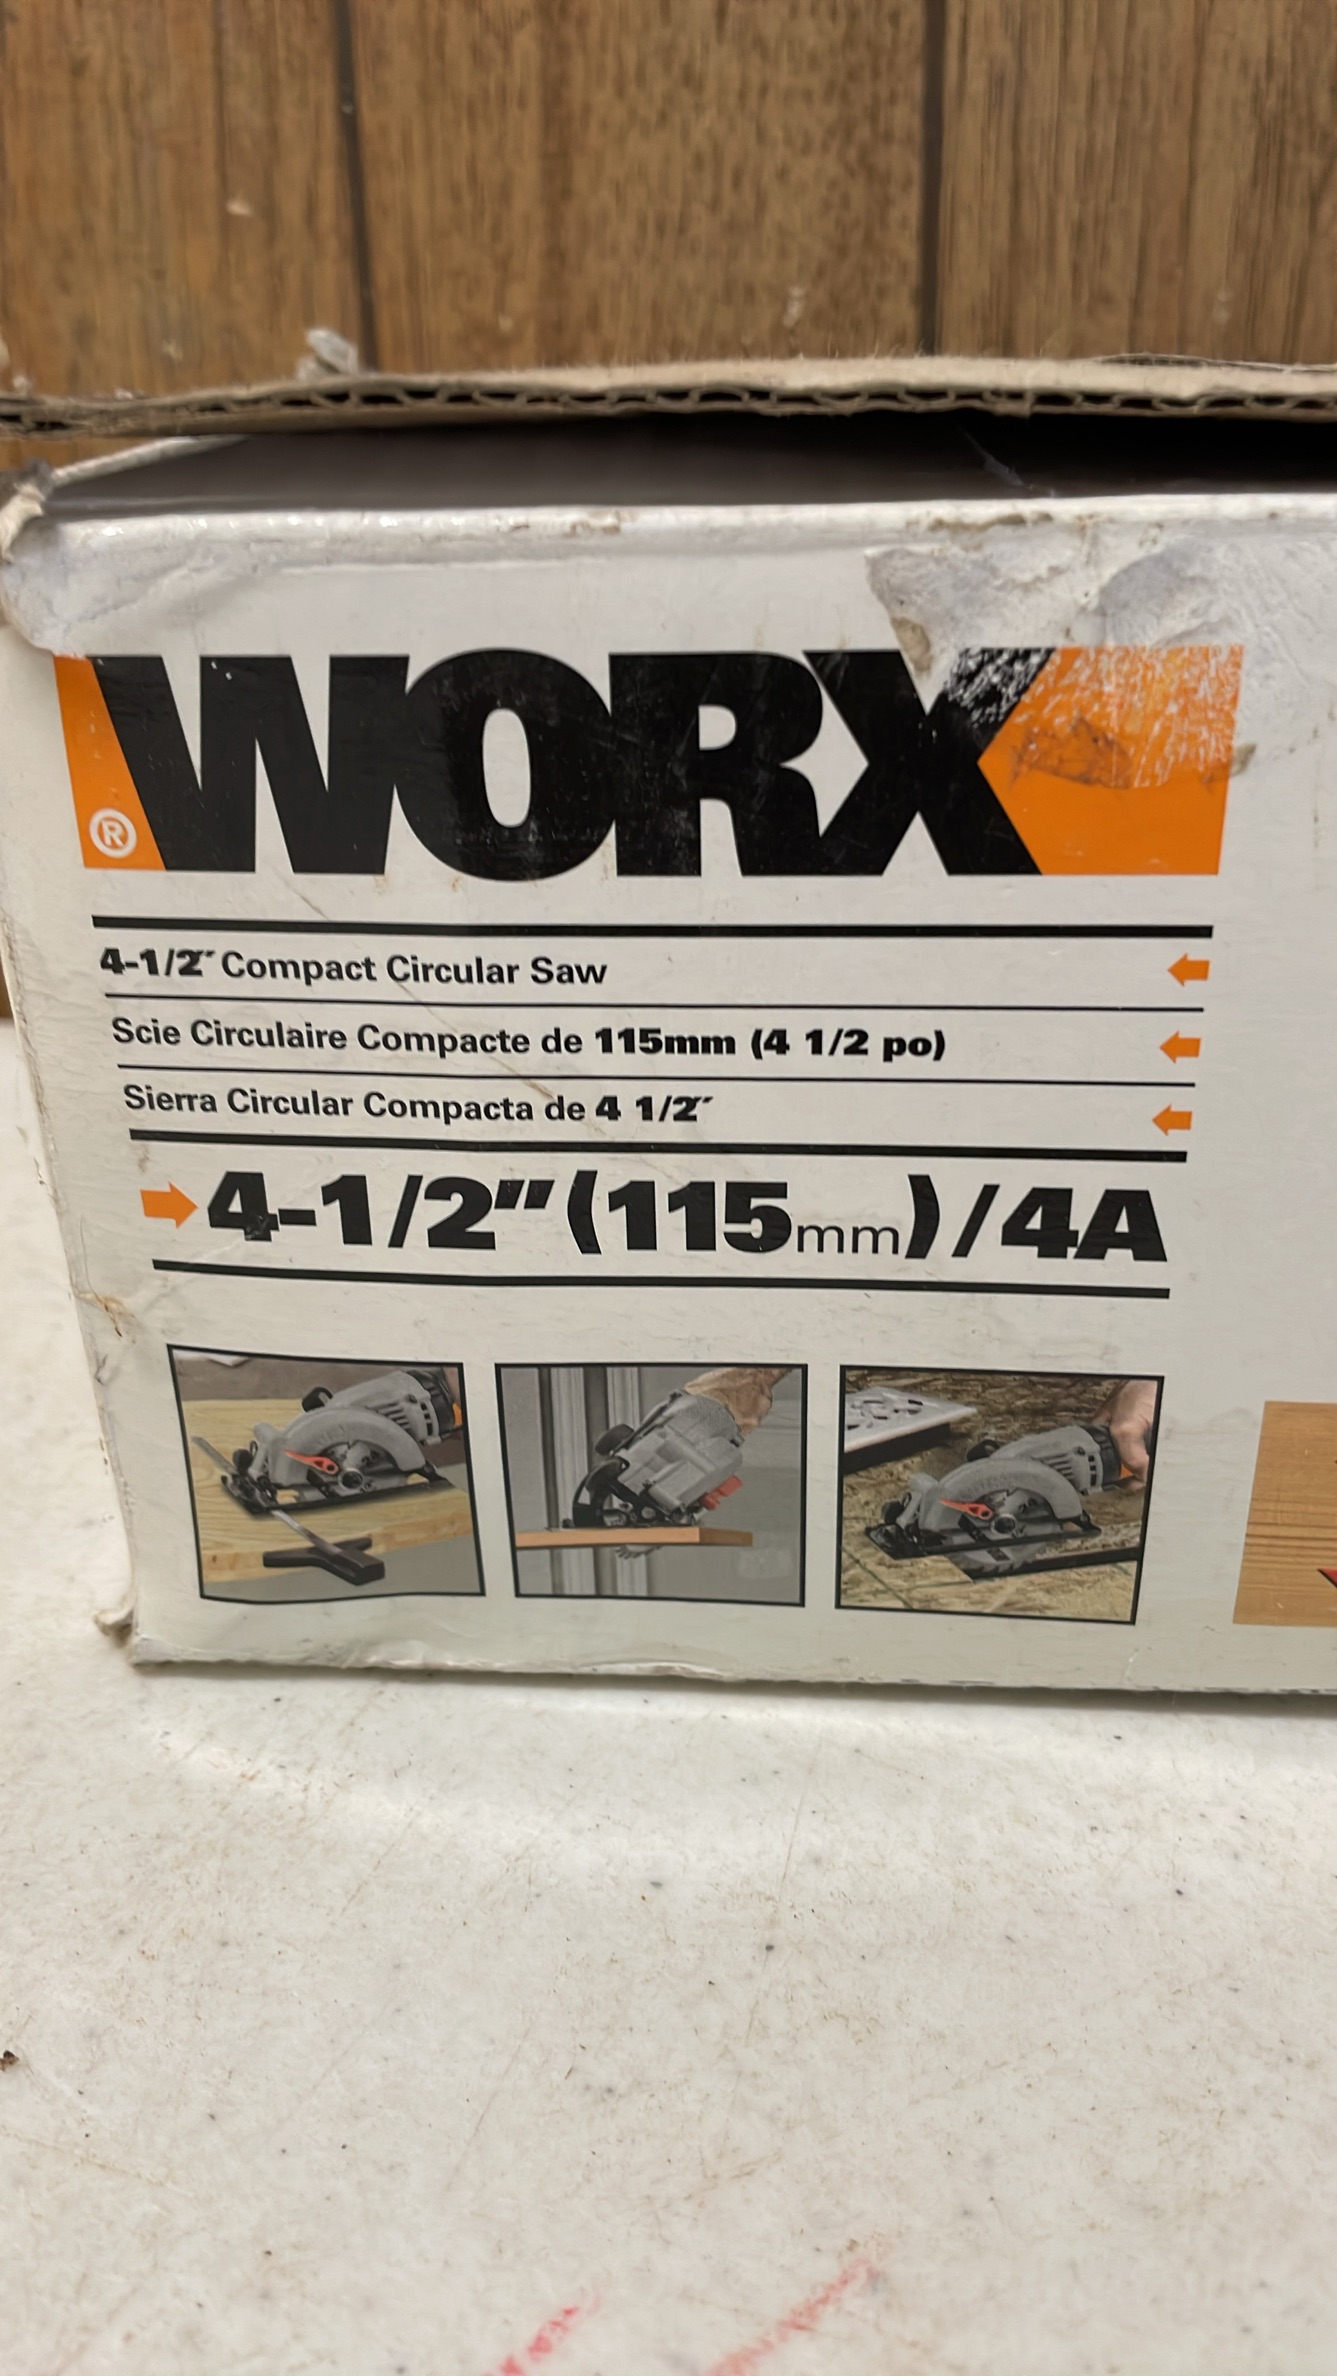 WORX
®
4-1/2" Compact Circular Saw
Scie Circulaire Compacte de 115mm (4 1/2 po)
Sierra Circular Compacta de 4 1/2"
4-1/2" (115mm)/4A